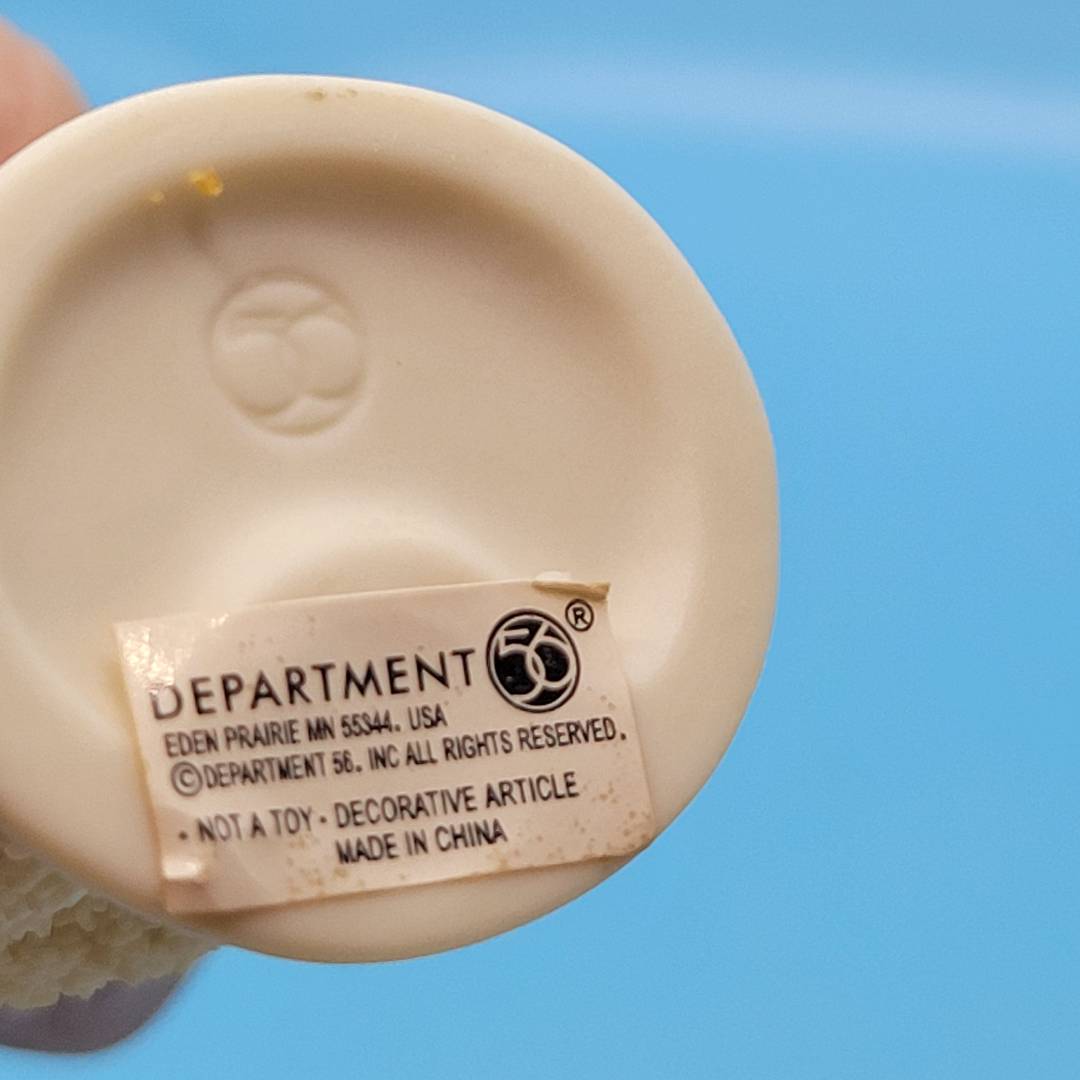 56
DEPARTMENT 56 ®
EDEN PRAIRIE MN 55344. USA
©DEPARTMENT 56. INC ALL RIGHTS RESERVED.
• NOT A TOY • DECORATIVE ARTICLE
MADE IN CHINA